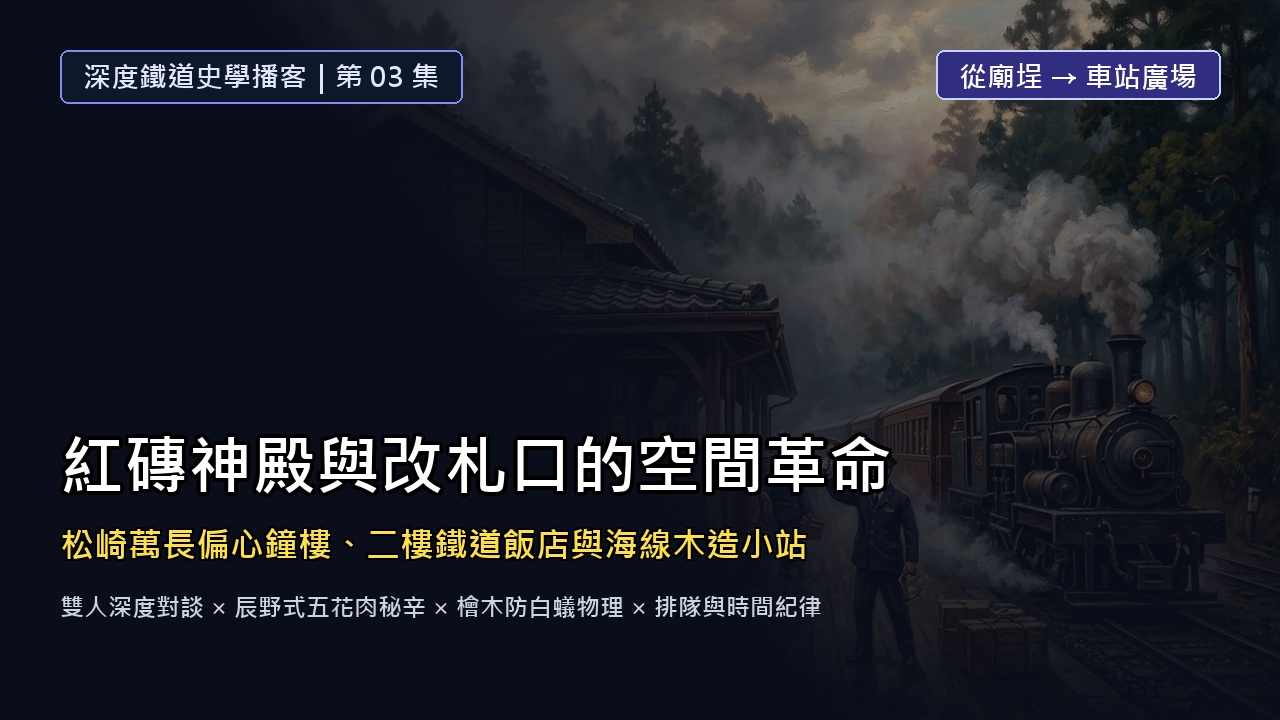 深度鐵道史學播客 | 第 03 集
從廟埕 → 車站廣場
紅磚神殿與改札口的空間革命
松崎萬長偏心鐘樓、二樓鐵道飯店與海線木造小站
雙人深度對談 × 辰野式五花肉秘辛 × 檜木防白蟻物理 × 排隊與時間紀律